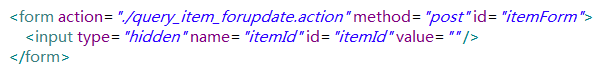 <form action="./query_item_forupdate.action" method="post" id="itemForm">
<input type="hidden" name="itemId" id="itemId" value=""/>
</form>